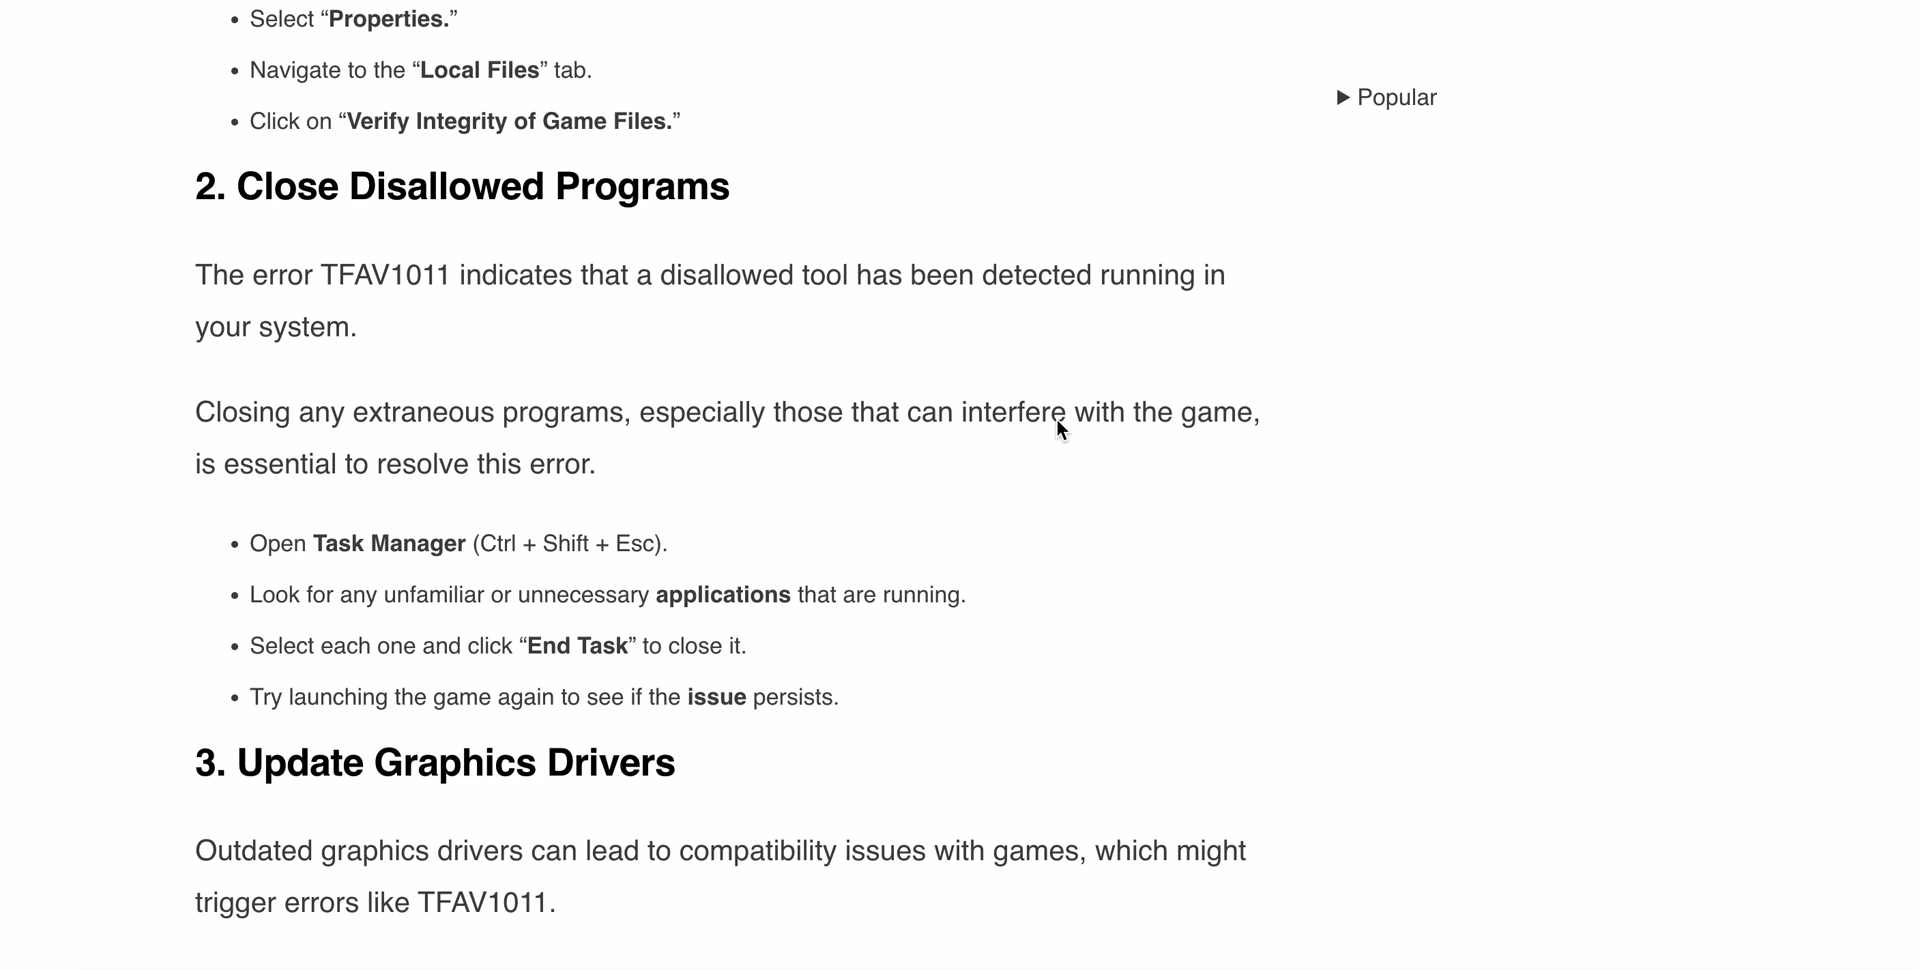 • Select “Properties.”
• Navigate to the “Local Files” tab.
• Click on “Verify Integrity of Game Files.”
▶ Popular
2. Close Disallowed Programs
The error TFAV1011 indicates that a disallowed tool has been detected running in
your system.
Closing any extraneous programs, especially those that can interfere with the game,
is essential to resolve this error.
• Open Task Manager (Ctrl + Shift + Esc).
• Look for any unfamiliar or unnecessary applications that are running.
• Select each one and click “End Task” to close it.
• Try launching the game again to see if the issue persists.
3. Update Graphics Drivers
Outdated graphics drivers can lead to compatibility issues with games, which might
trigger errors like TFAV1011.